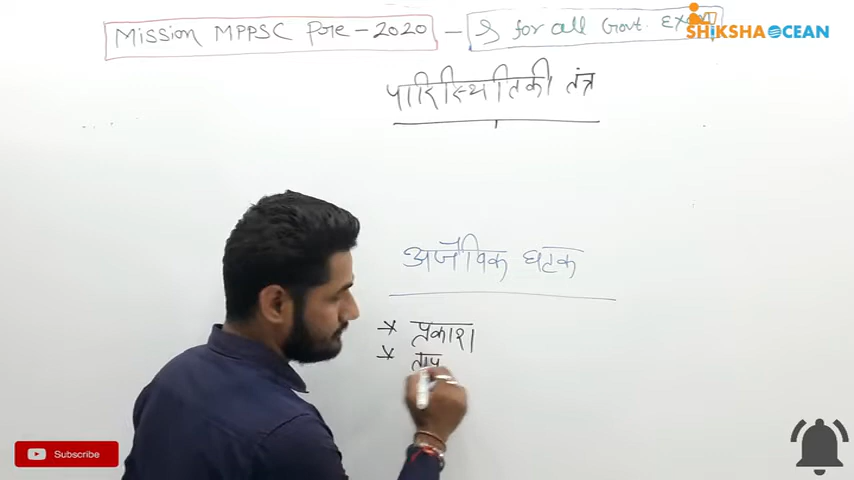 Mission MPPSC Pre-2020 - & for all Govt. Exam
SHIKSHA OCEAN
पारिस्थितिकी तंत्र
अजैविक घटक
* प्रकाश
* ताप
Subscribe